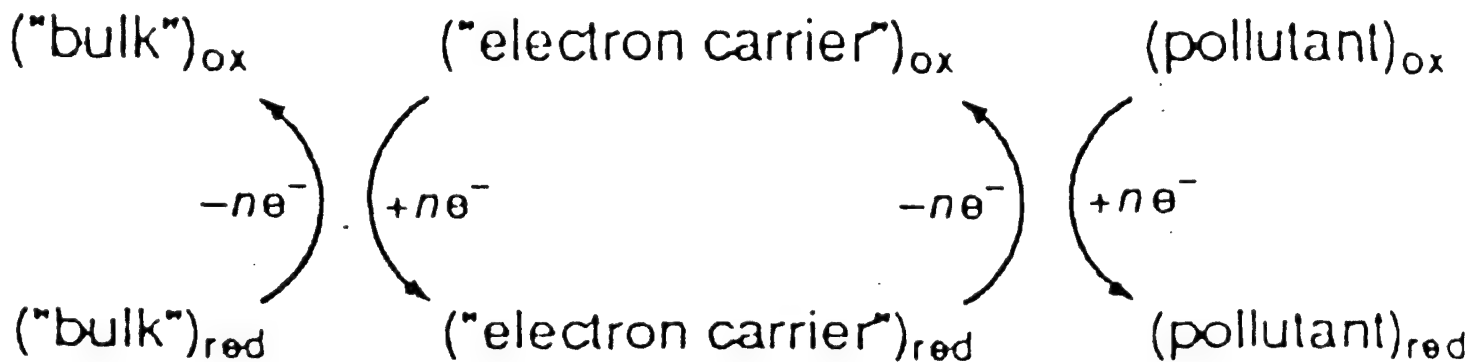 ("bulk")ox ("electron carrier")ox (pollutant)ox
−ne− +ne− −ne− +ne−
("bulk")red ("electron carrier")red (pollutant)red